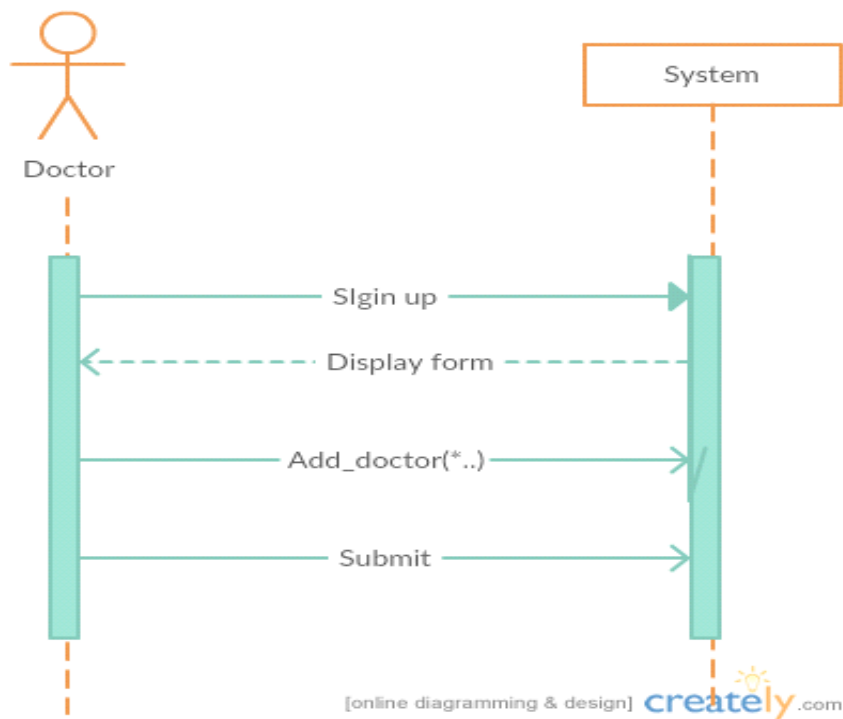 System
Doctor
SIgin up
Display form
Add_doctor(*..)
Submit
[online diagramming & design] creately.com